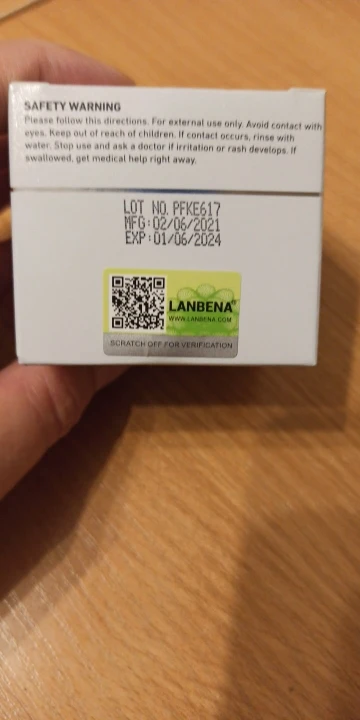 SAFETY WARNING
Please follow this directions. For external use only. Avoid contact with
eyes. Keep out of reach of children. If contact occurs, rinse with
water. Stop use and ask a doctor if irritation or rash develops. If
swallowed, get medical help right away.
LOT NO. PFKE617
MFG:02/06/2021
EXP:01/06/2024
LANBENA®
WWW.LANBENA.COM
SCRATCH OFF FOR VERIFICATION